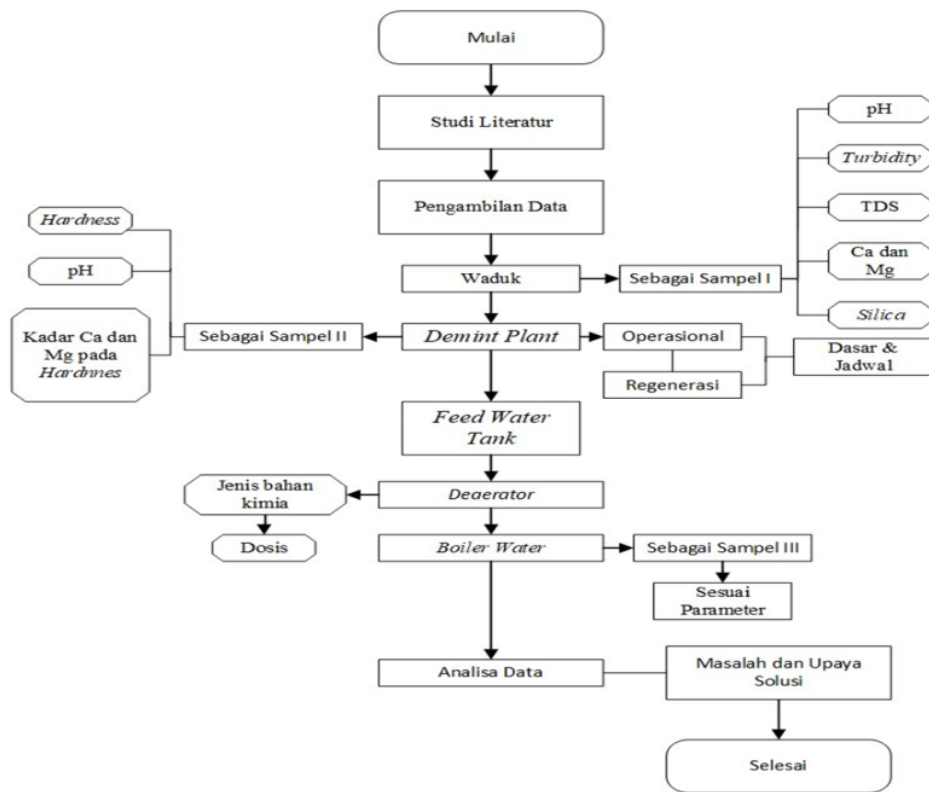 Mulai
Studi Literatur
Pengambilan Data
Waduk
Sebagai Sampel I
pH
Turbidity
TDS
Ca dan
Mg
Silica
Demint Plant
Sebagai Sampel II
Hardness
pH
Kadar Ca dan
Mg pada
Hardnnes
Operasional
Regenerasi
Dasar &
Jadwal
Feed Water
Tank
Deaerator
Jenis bahan
kimia
Dosis
Boiler Water
Sebagai Sampel III
Sesuai
Parameter
Analisa Data
Masalah dan Upaya
Solusi
Selesai